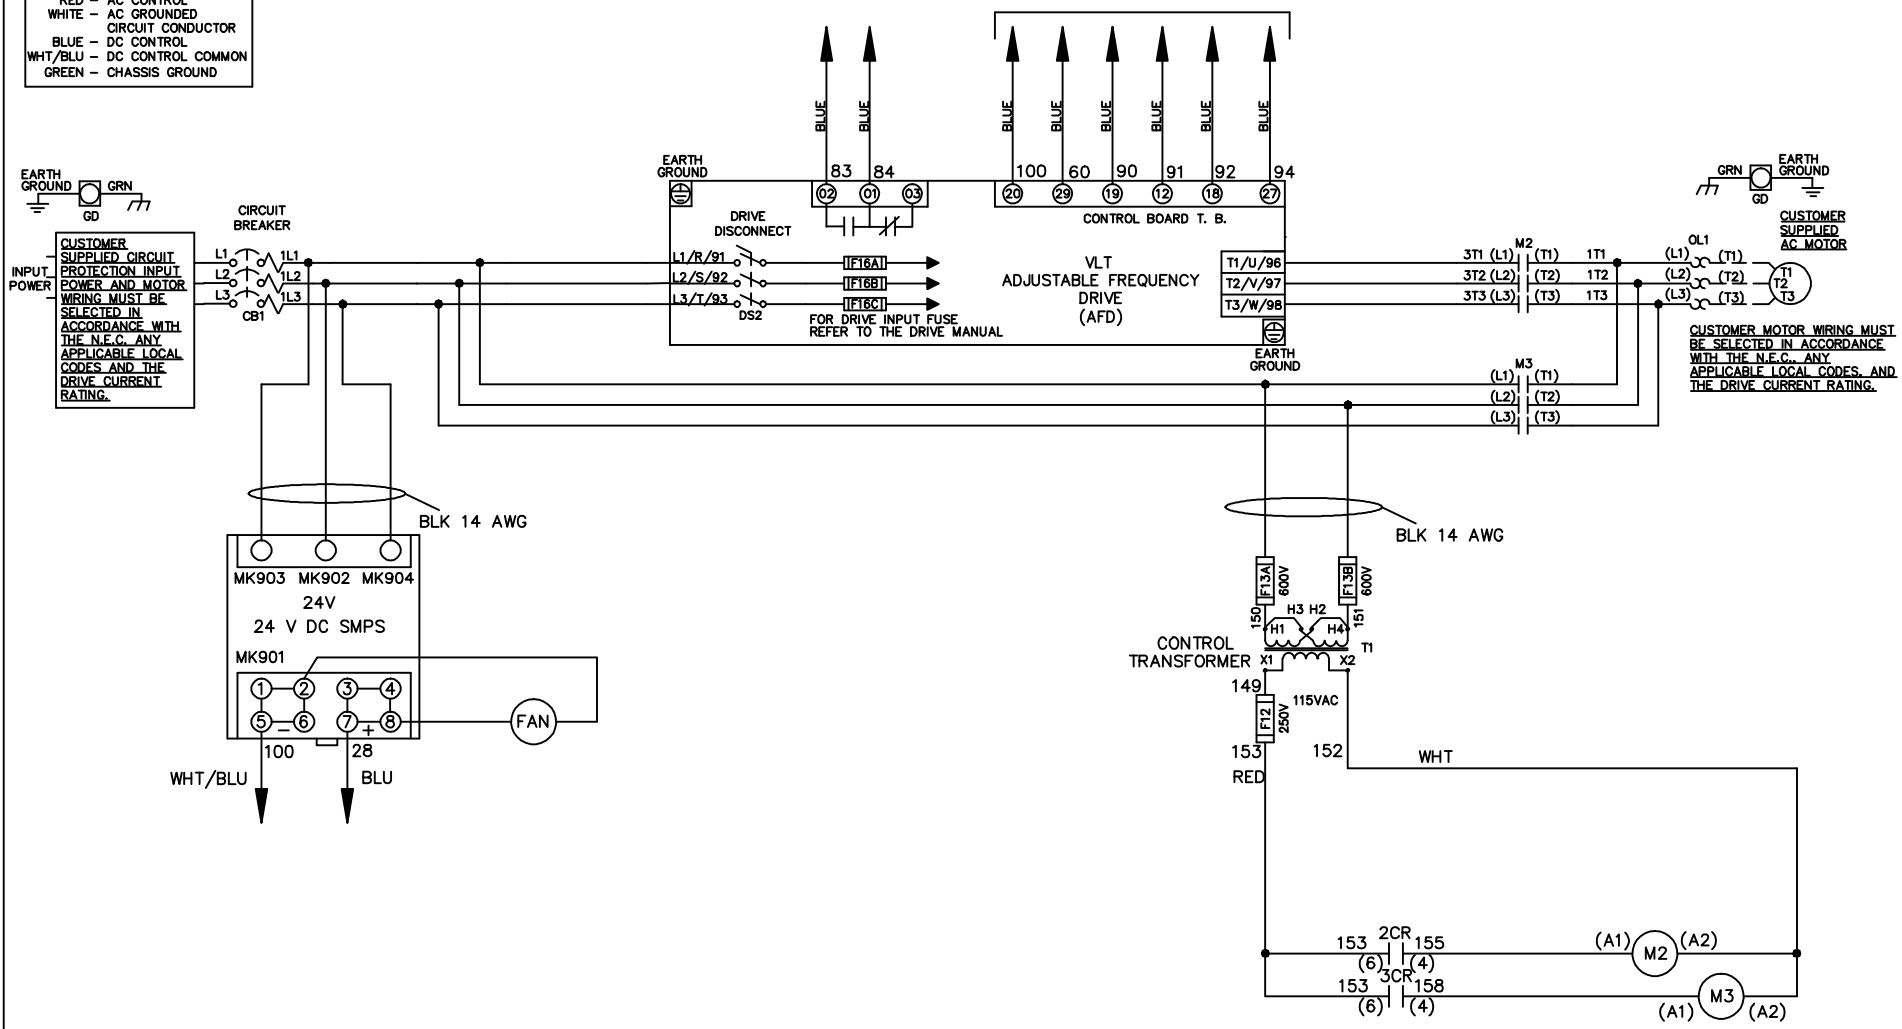 RED – AC CONTROL
WHITE – AC GROUNDED
CIRCUIT CONDUCTOR
BLUE – DC CONTROL
WHT/BLU – DC CONTROL COMMON
GREEN – CHASSIS GROUND
BLUE
BLUE
BLUE
BLUE
BLUE
BLUE
BLUE
BLUE
83
84
100
60
90
91
92
94
EARTH
GROUND
02
01
03
20
29
19
12
18
27
CONTROL BOARD T. B.
EARTH
GROUND
GRN
GD
CIRCUIT
BREAKER
DRIVE
DISCONNECT
GRN
EARTH
GROUND
GD
CUSTOMER
SUPPLIED
AC MOTOR
INPUT
POWER
CUSTOMER
SUPPLIED CIRCUIT
PROTECTION INPUT
POWER AND MOTOR
WIRING MUST BE
SELECTED IN
ACCORDANCE WITH
THE N.E.C. ANY
APPLICABLE LOCAL
CODES AND THE
DRIVE CURRENT
RATING.
L1
1L1
L2
1L2
L3
1L3
CB1
L1/R/91
L2/S/92
L3/T/93
DS2
F16A
F16B
F16C
FOR DRIVE INPUT FUSE
REFER TO THE DRIVE MANUAL
VLT
ADJUSTABLE FREQUENCY
DRIVE
(AFD)
T1/U/96
T2/V/97
T3/W/98
EARTH
GROUND
M2
3T1 (L1) (T1) 1T1
3T2 (L2) (T2) 1T2
3T3 (L3) (T3) 1T3
OL1
(L1) (T1)
(L2) (T2)
(L3) (T3)
T1
T2
T3
CUSTOMER MOTOR WIRING MUST
BE SELECTED IN ACCORDANCE
WITH THE N.E.C., ANY
APPLICABLE LOCAL CODES, AND
THE DRIVE CURRENT RATING.
M3
(L1) (T1)
(L2) (T2)
(L3) (T3)
BLK 14 AWG
BLK 14 AWG
MK903 MK902 MK904
24V
24 V DC SMPS
MK901
1
2
3
4
5
6
7
8
–
+
FAN
100
28
WHT/BLU
BLU
F13A
600V
F13B
600V
150
151
H3 H2
H1
H4
T1
CONTROL
TRANSFORMER
X1
X2
149
115VAC
F12
250V
153
RED
152
WHT
2CR
153
155
(6)
(4)
(A1)
M2
(A2)
3CR
153
158
(6)
(4)
(A1)
M3
(A2)